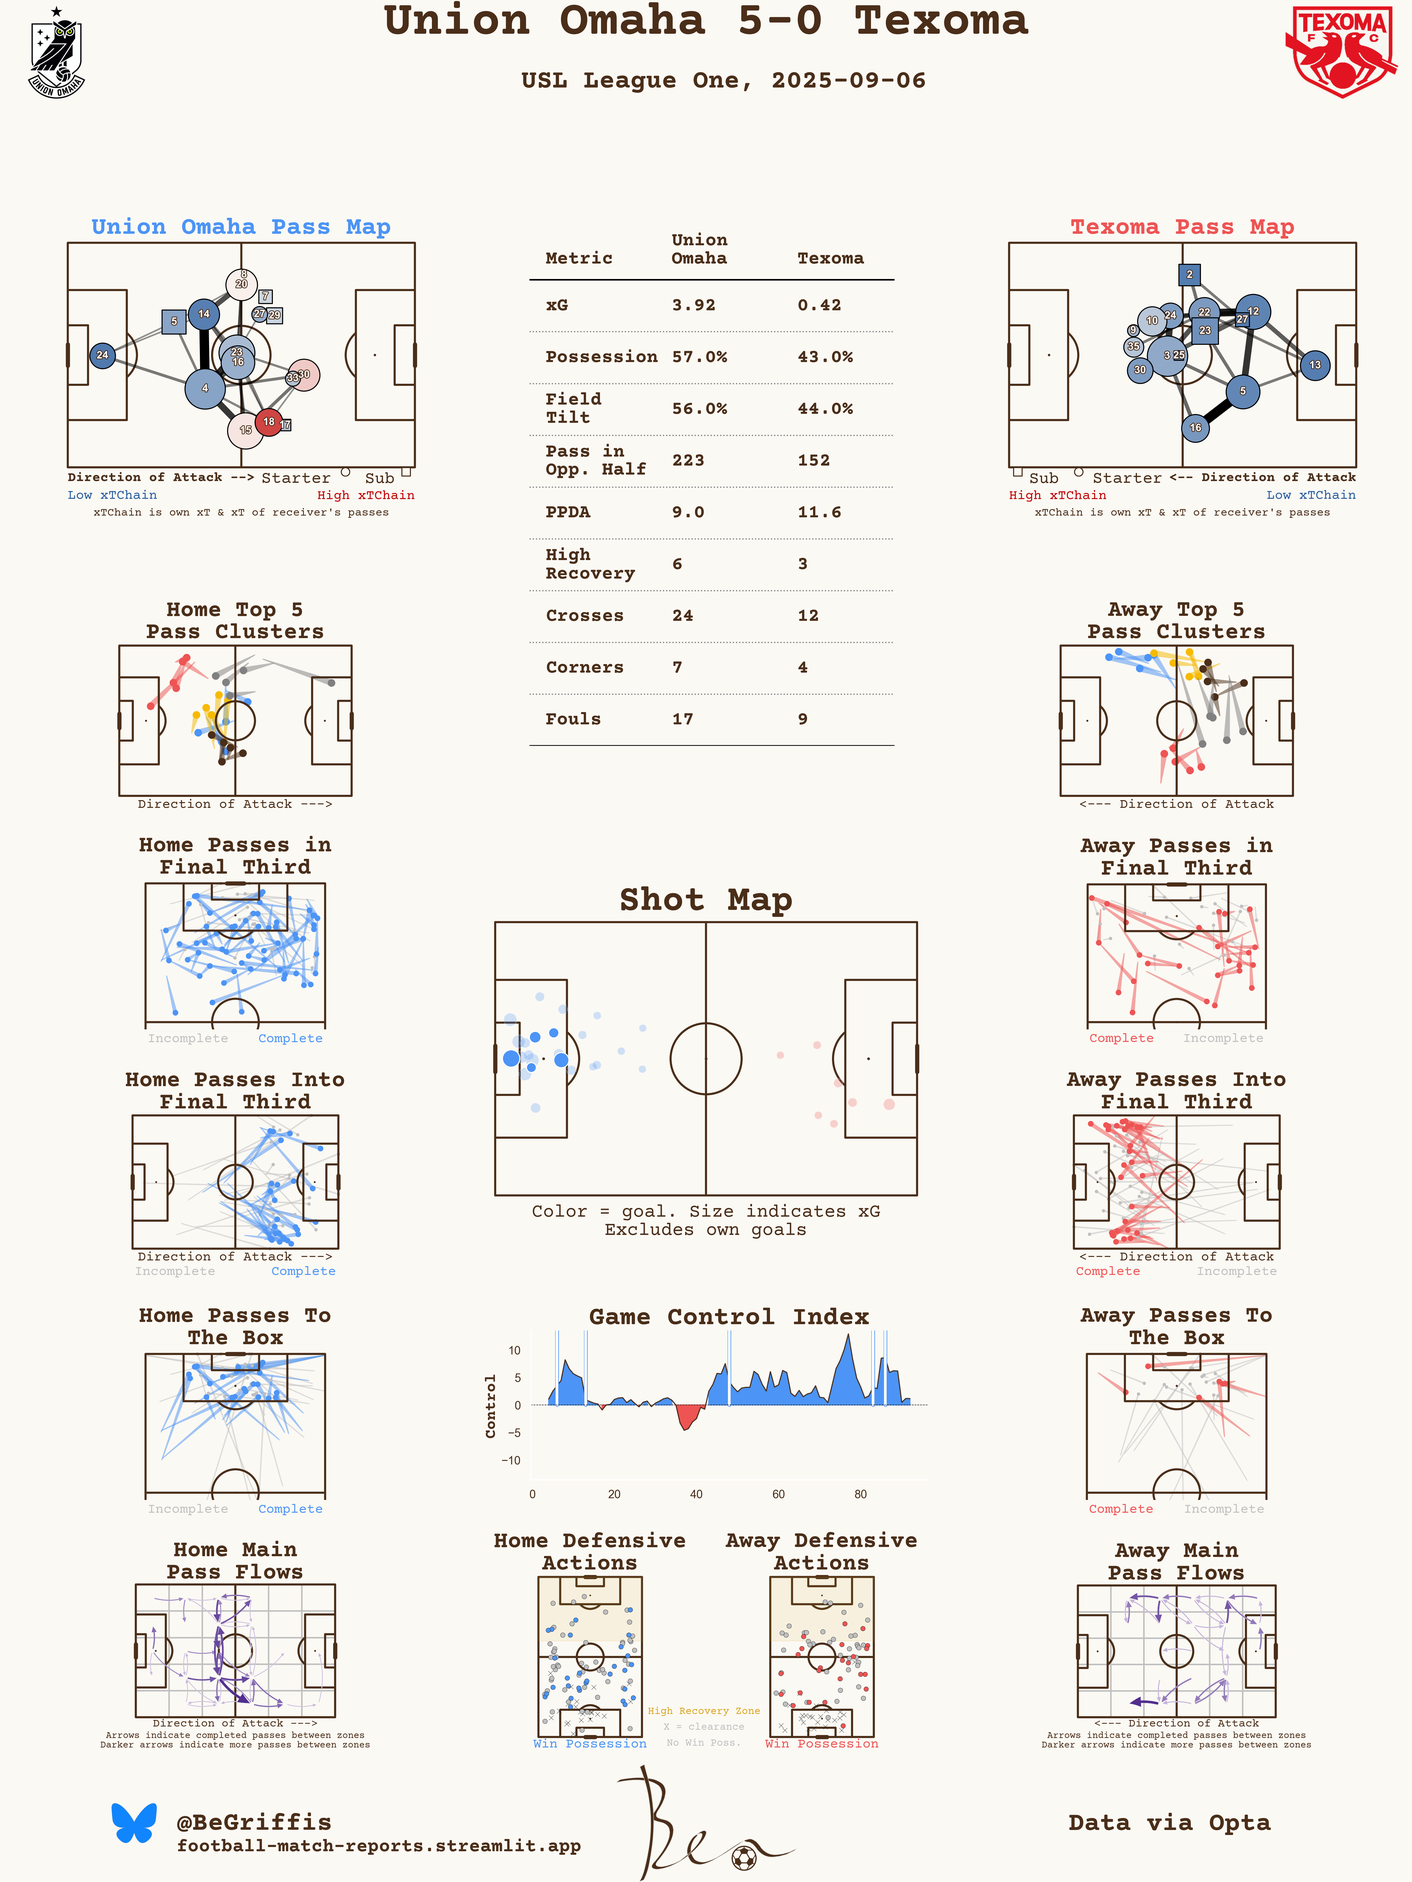 Union Omaha 5-0 Texoma
USL League One, 2025-09-06
UNION OMAHA
TEXOMA
F C
Union Omaha Pass Map
8
20
7
14
27
29
5
23
24
16
33
30
4
18
17
15
Direction of Attack --> Starter Sub
Low xTChain High xTChain
xTChain is own xT & xT of receiver's passes
Metric Union Omaha Texoma
xG 3.92 0.42
Possession 57.0% 43.0%
Field Tilt 56.0% 44.0%
Pass in Opp. Half 223 152
PPDA 9.0 11.6
High Recovery 6 3
Crosses 24 12
Corners 7 4
Fouls 17 9
Texoma Pass Map
2
12
24
22
10
27
9
23
35
3
25
13
30
5
16
Sub Starter <-- Direction of Attack
High xTChain Low xTChain
xTChain is own xT & xT of receiver's passes
Home Top 5
Pass Clusters
Direction of Attack --->
Away Top 5
Pass Clusters
<--- Direction of Attack
Home Passes in
Final Third
Incomplete Complete
Away Passes in
Final Third
Complete Incomplete
Shot Map
Color = goal. Size indicates xG
Excludes own goals
Home Passes Into
Final Third
Direction of Attack --->
Incomplete Complete
Away Passes Into
Final Third
<--- Direction of Attack
Complete Incomplete
Home Passes To
The Box
Incomplete Complete
Game Control Index
Control
10
5
0
−5
−10
0 20 40 60 80
Away Passes To
The Box
Complete Incomplete
Home Main
Pass Flows
Direction of Attack --->
Arrows indicate completed passes between zones
Darker arrows indicate more passes between zones
Home Defensive
Actions
Win Possession
High Recovery Zone
X = clearance
No Win Poss.
Away Defensive
Actions
Win Possession
Away Main
Pass Flows
<--- Direction of Attack
Arrows indicate completed passes between zones
Darker arrows indicate more passes between zones
@BeGriffis
football-match-reports.streamlit.app
Ben
Data via Opta